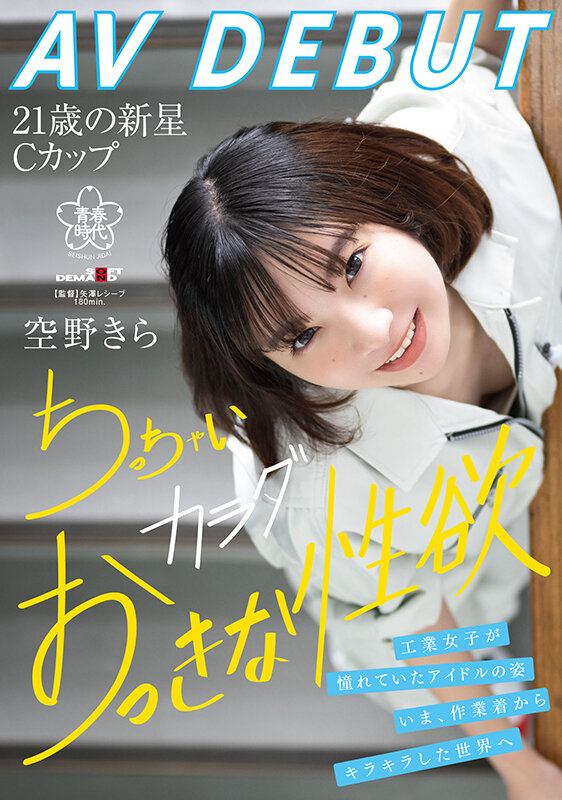 AV DEBUT
21歳の新星
Cカップ
青春
時代
SEISHUN JIDAI
SOFT
DEMAND
【監督】矢澤レシーブ
180min.
空野きら
ちっちゃい
カラダ
おっきな性欲
工業女子が
憧れていたアイドルの姿
いま、作業着から
キラキラした世界へ